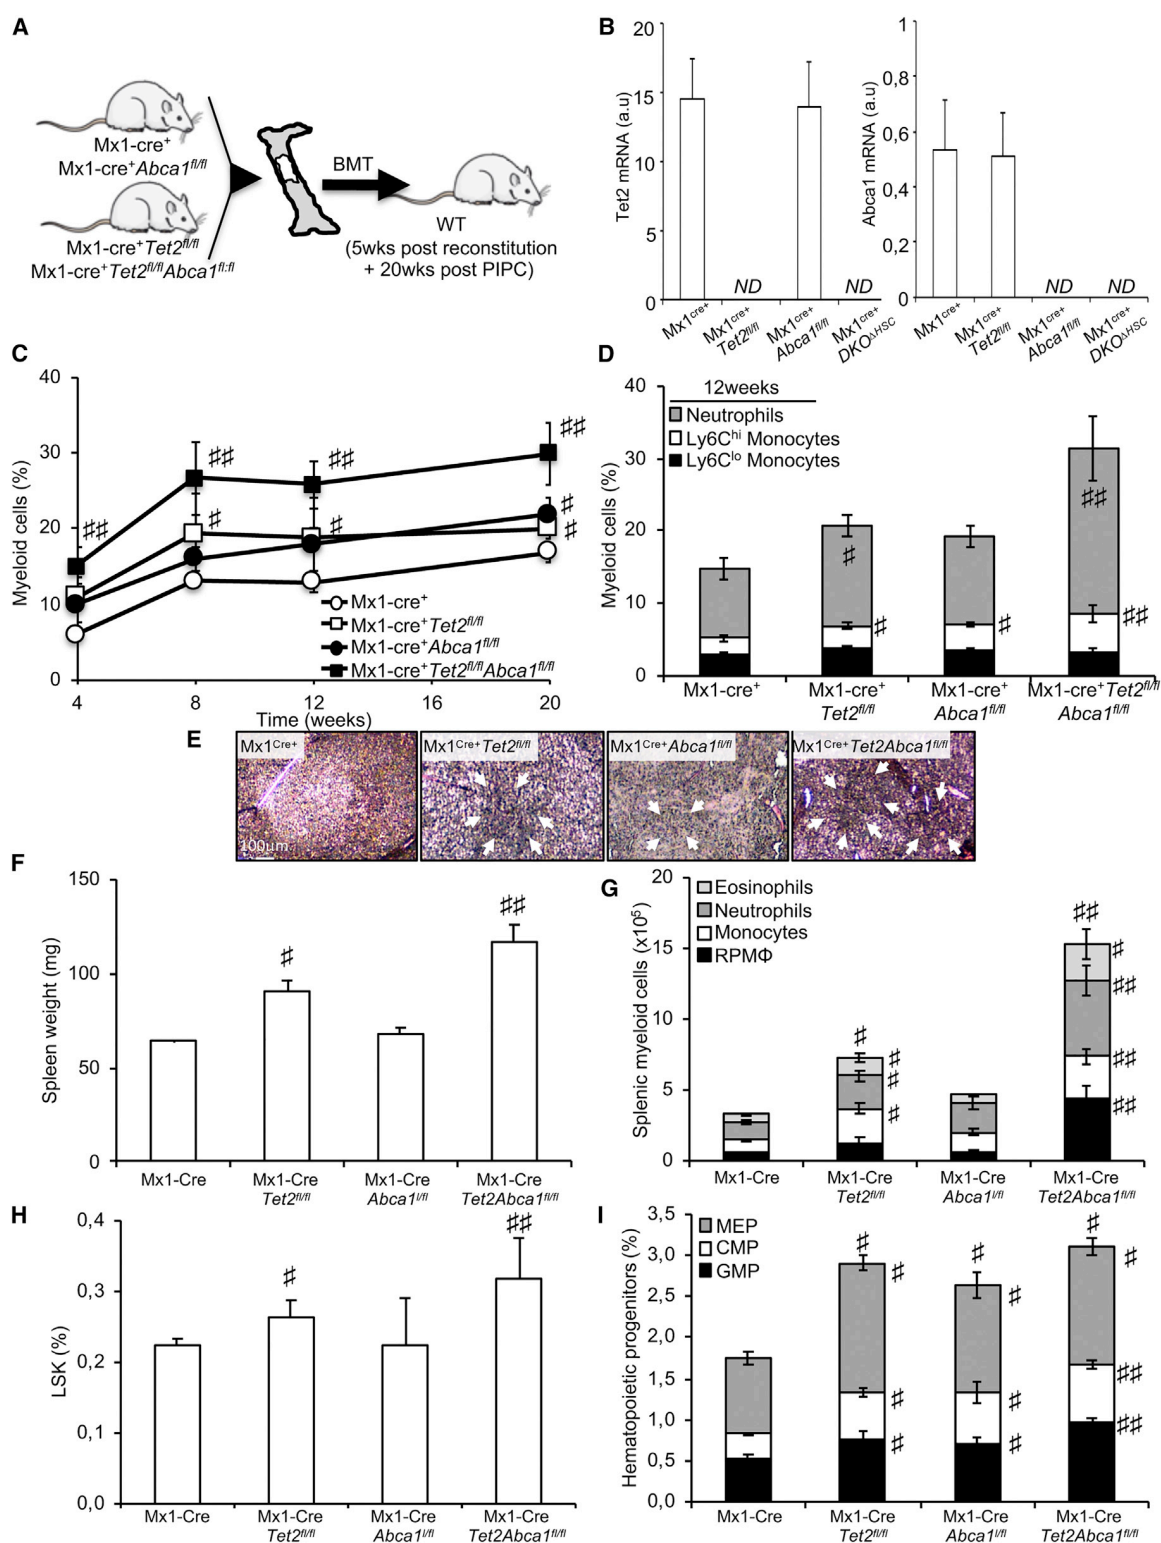 A
Mx1-cre⁺
Mx1-cre⁺Abca1ᶠˡ/ᶠˡ
Mx1-cre⁺Tet2ᶠˡ/ᶠˡ
Mx1-cre⁺Tet2ᶠˡ/ᶠˡAbca1ᶠˡ:ᶠˡ
BMT
WT
(5wks post reconstitution
+ 20wks post PIPC)
B
Tet2 mRNA (a.u)
20
15
10
5
0
ND
ND
Mx1ᶜʳᵉ⁺
Mx1ᶜʳᵉ⁺
Tet2ᶠˡ/ᶠˡ
Mx1ᶜʳᵉ⁺
Abca1ᶠˡ/ᶠˡ
Mx1ᶜʳᵉ⁺
DKO^ΔHSC
Abca1 mRNA (a.u)
1
0,8
0,6
0,4
0,2
0
ND
ND
Mx1ᶜʳᵉ⁺
Mx1ᶜʳᵉ⁺
Tet2ᶠˡ/ᶠˡ
Mx1ᶜʳᵉ⁺
Abca1ᶠˡ/ᶠˡ
Mx1ᶜʳᵉ⁺
DKO^ΔHSC
C
Myeloid cells (%)
40
30
20
10
0
♯♯
♯♯
♯
♯♯
♯
♯♯
♯
♯
Mx1-cre⁺
Mx1-cre⁺Tet2ᶠˡ/ᶠˡ
Mx1-cre⁺Abca1ᶠˡ/ᶠˡ
Mx1-cre⁺Tet2ᶠˡ/ᶠˡAbca1ᶠˡ/ᶠˡ
4 8 12 16 20
Time (weeks)
D
Myeloid cells (%)
40
30
20
10
0
12weeks
Neutrophils
Ly6Cʰⁱ Monocytes
Ly6Cˡᵒ Monocytes
♯
♯
♯
♯♯
♯♯
Mx1-cre⁺
Mx1-cre⁺
Tet2ᶠˡ/ᶠˡ
Mx1-cre⁺
Abca1ᶠˡ/ᶠˡ
Mx1-cre⁺Tet2ᶠˡ/ᶠˡ
Abca1ᶠˡ/ᶠˡ
E
Mx1ᶜʳᵉ⁺
100µm
Mx1ᶜʳᵉ⁺Tet2ᶠˡ/ᶠˡ
Mx1ᶜʳᵉ⁺Abca1ᶠˡ/ᶠˡ
Mx1ᶜʳᵉ⁺Tet2Abca1ᶠˡ/ᶠˡ
F
Spleen weight (mg)
150
100
50
0
♯
♯♯
Mx1-Cre
Mx1-Cre
Tet2ᶠˡ/ᶠˡ
Mx1-Cre
Abca1ˡ/ᶠˡ
Mx1-Cre
Tet2Abca1ᶠˡ/ᶠˡ
G
Splenic myeloid cells (x10⁵)
20
15
10
5
0
Eosinophils
Neutrophils
Monocytes
RPMΦ
♯
♯
♯
♯
♯♯
♯
♯♯
♯♯
♯♯
Mx1-Cre
Mx1-Cre
Tet2ᶠˡ/ᶠˡ
Mx1-Cre
Abca1ˡ/ᶠˡ
Mx1-Cre
Tet2Abca1ᶠˡ/ᶠˡ
H
LSK (%)
0,4
0,3
0,2
0,1
0,0
♯
♯♯
Mx1-Cre
Mx1-Cre
Tet2ᶠˡ/ᶠˡ
Mx1-Cre
Abca1ˡ/ᶠˡ
Mx1-Cre
Tet2Abca1ᶠˡ/ᶠˡ
I
Hematopoietic progenitors (%)
3,5
3,0
2,5
2,0
1,5
1,0
0,5
0,0
MEP
CMP
GMP
♯
♯
♯
♯
♯
♯
♯
♯
♯
♯
♯♯
♯♯
Mx1-Cre
Mx1-Cre
Tet2ᶠˡ/ᶠˡ
Mx1-Cre
Abca1ˡ/ᶠˡ
Mx1-Cre
Tet2Abca1ᶠˡ/ᶠˡ